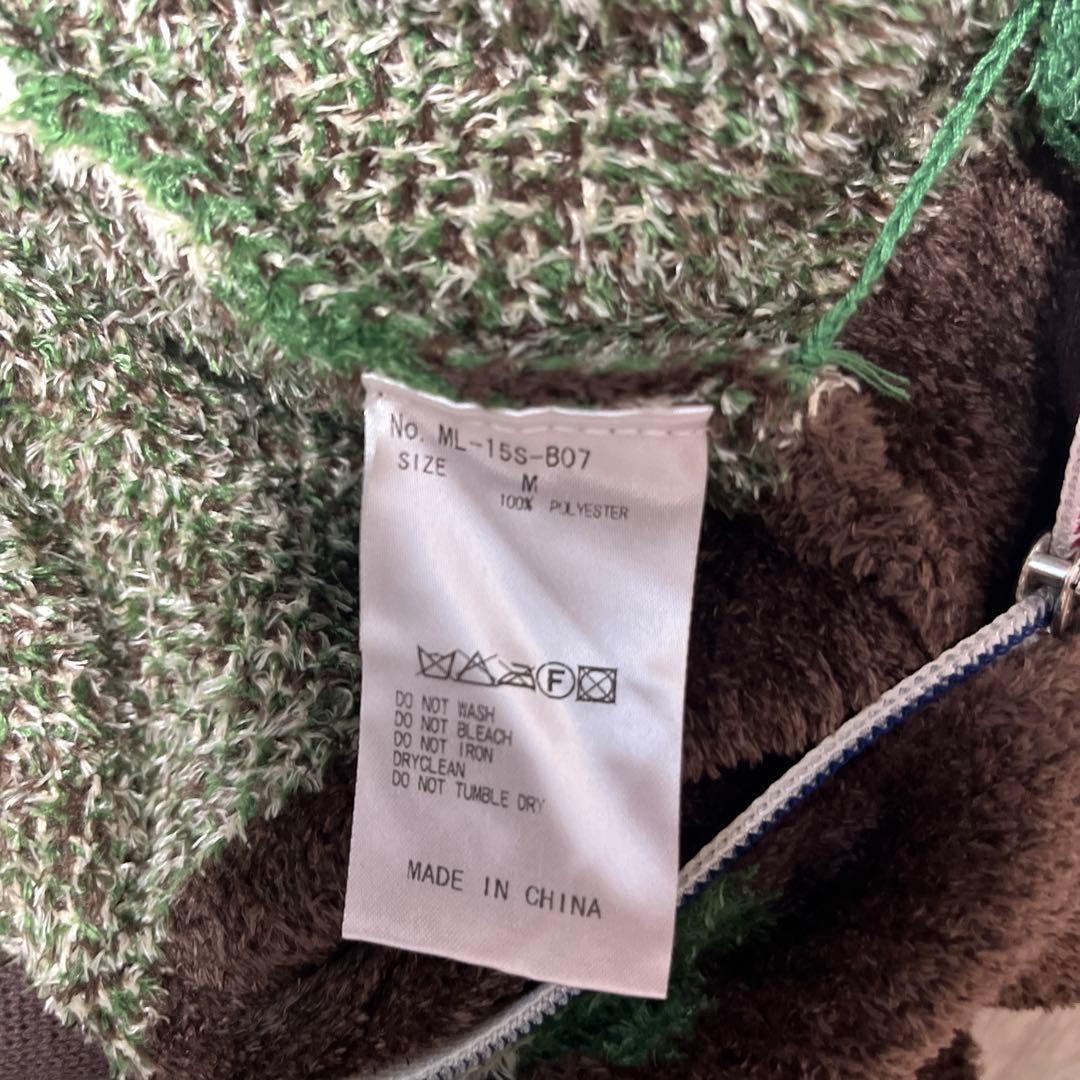 No. ML-15S-B07
SIZE M
100% POLYESTER
F
DO NOT WASH
DO NOT BLEACH
DO NOT IRON
DRYCLEAN
DO NOT TUMBLE DRY
MADE IN CHINA